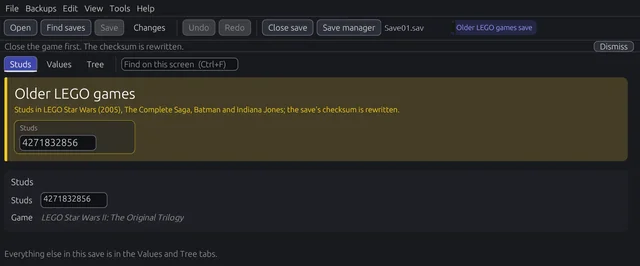 File Backups Edit View Tools Help
Open Find saves Save Changes Undo Redo Close save Save manager Save01.sav Older LEGO games save
Close the game first. The checksum is rewritten. Dismiss
Studs Values Tree Find on this screen (Ctrl+F)
Older LEGO games
Studs in LEGO Star Wars (2005), The Complete Saga, Batman and Indiana Jones; the save's checksum is rewritten.
Studs
4271832856
Studs
Studs 4271832856
Game LEGO Star Wars II: The Original Trilogy
Everything else in this save is in the Values and Tree tabs.